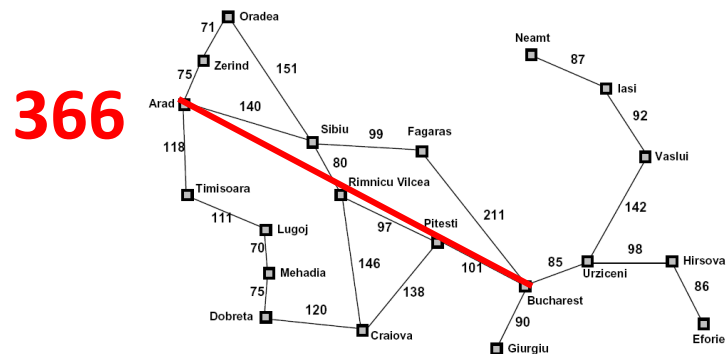 Oradea
71
Neamt
87
Zerind
75
151
Iasi
366
Arad
140
92
Sibiu
99
Fagaras
118
80
Vaslui
Rimnicu Vilcea
Timisoara
142
111
97
Pitesti
211
Lugoj
70
98
146
101
85
Hirsova
Mehadia
Urziceni
75
138
86
Bucharest
120
Dobreta
90
Craiova
Eforie
Giurgiu